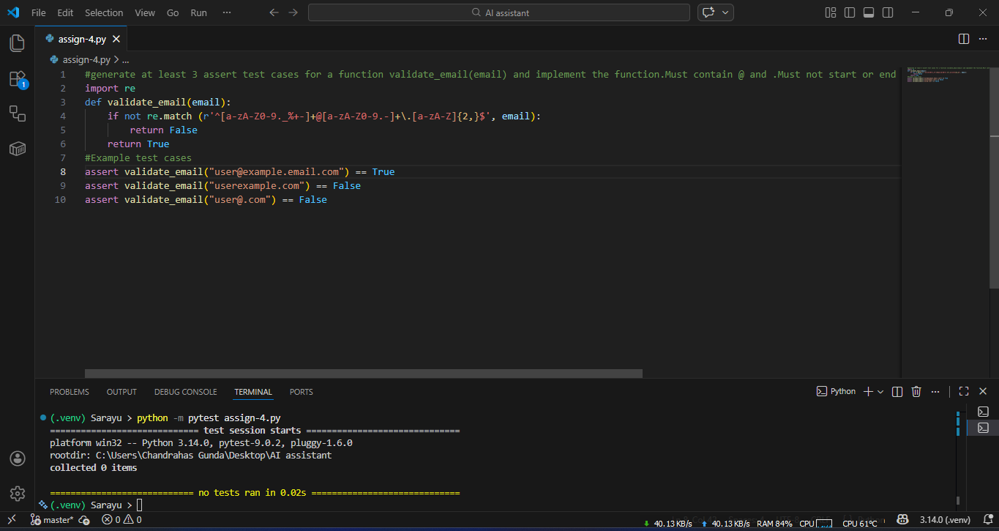 File Edit Selection View Go Run ··· AI assistant
assign-4.py
assign-4.py > ...
1 #generate at least 3 assert test cases for a function validate_email(email) and implement the function.Must contain @ and .Must not start or end
2 import re
3 def validate_email(email):
4 if not re.match (r'^[a-zA-Z0-9._%+-]+@[a-zA-Z0-9.-]+\.[a-zA-Z]{2,}$', email):
5 return False
6 return True
7 #Example test cases
8 assert validate_email("user@example.email.com") == True
9 assert validate_email("userexample.com") == False
10 assert validate_email("user@.com") == False
1
PROBLEMS OUTPUT DEBUG CONSOLE TERMINAL PORTS Python
(.venv) Sarayu > python -m pytest assign-4.py
============================= test session starts ==============================
platform win32 -- Python 3.14.0, pytest-9.0.2, pluggy-1.6.0
rootdir: C:\Users\Chandrahas Gunda\Desktop\AI assistant
collected 0 items
============================ no tests ran in 0.02s =============================
(.venv) Sarayu >
master* 0 0 40.13 KB/s 40.13 KB/s RAM 84% CPU CPU 61°C 3.14.0 (.venv)